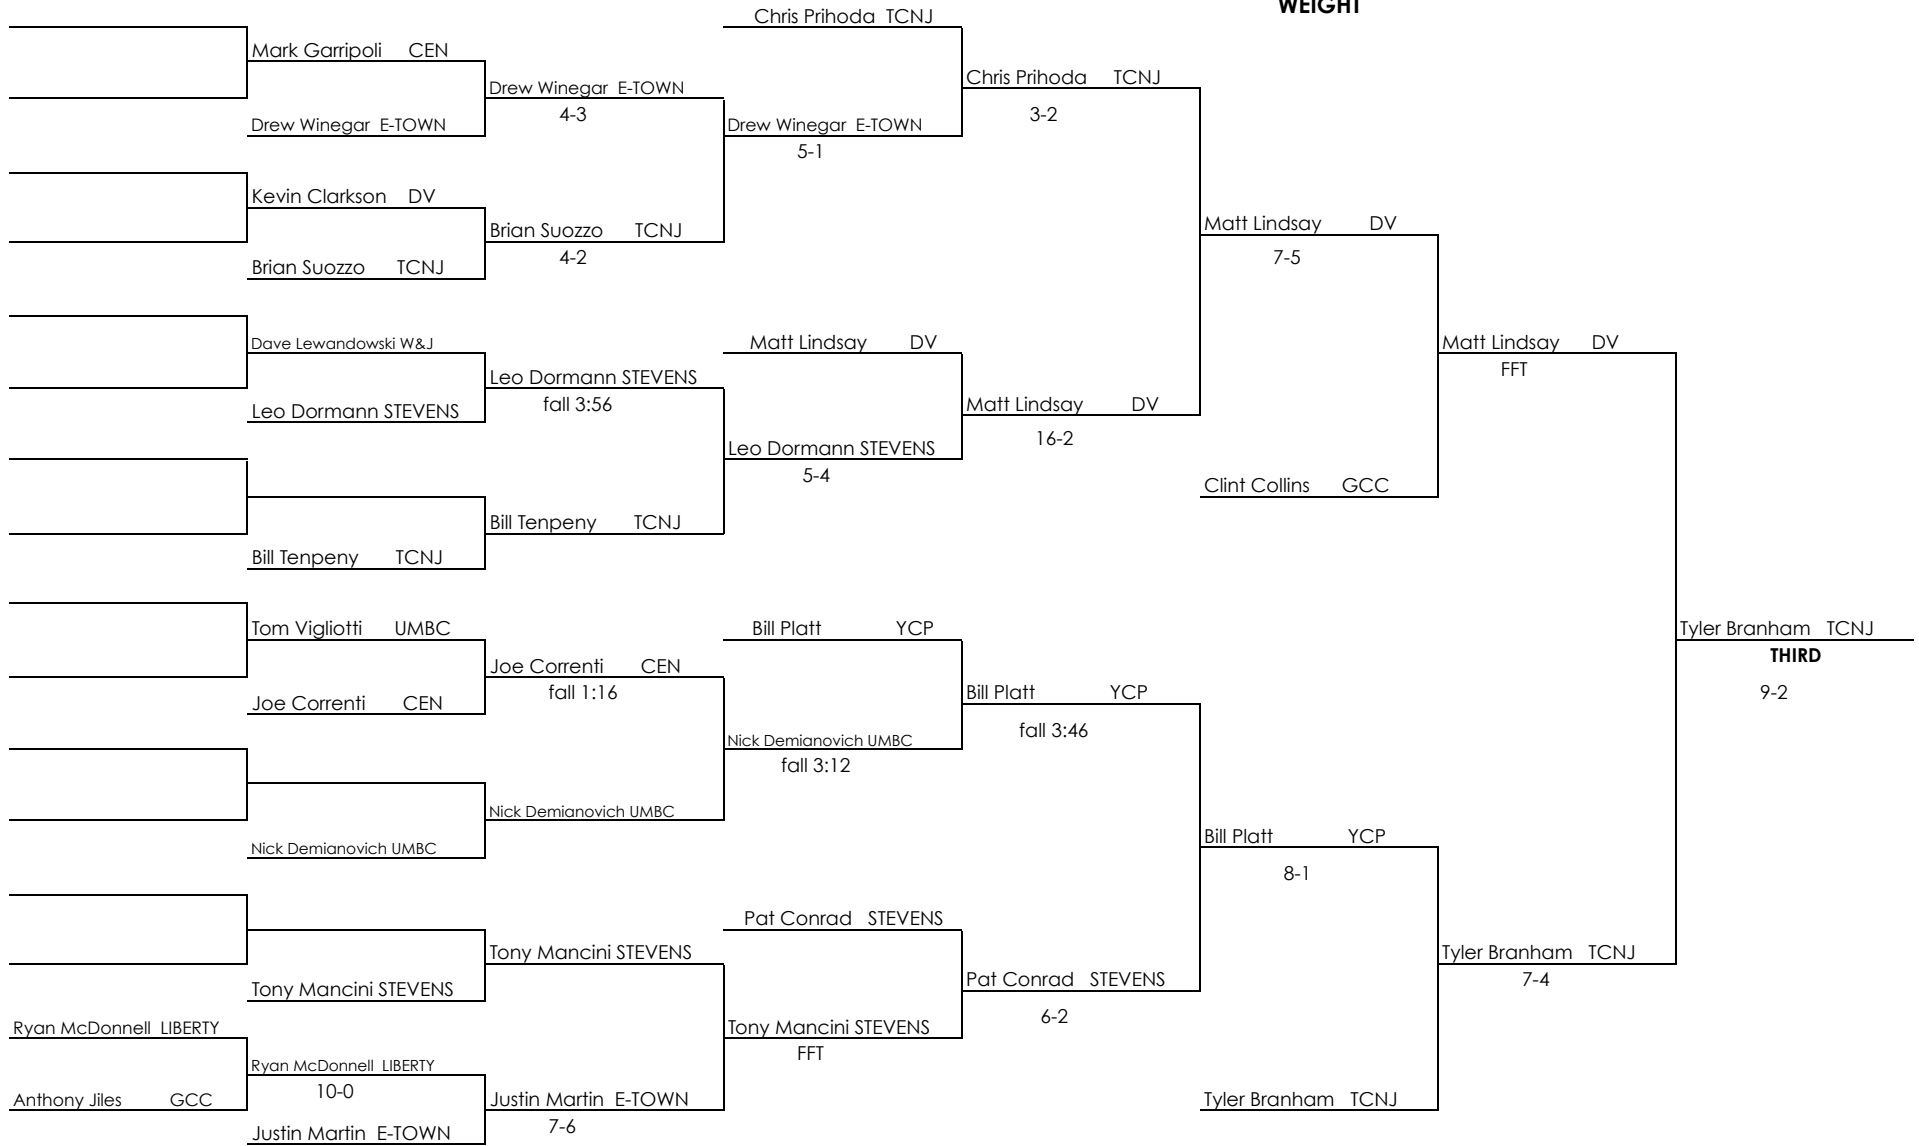 WEIGHT
Chris Prihoda TCNJ
Mark Garripoli CEN
Chris Prihoda TCNJ
Drew Winegar E-TOWN
4-3
3-2
Drew Winegar E-TOWN
Drew Winegar E-TOWN
5-1
Kevin Clarkson DV
Matt Lindsay DV
Brian Suozzo TCNJ
4-2
7-5
Brian Suozzo TCNJ
Dave Lewandowski W&J
Matt Lindsay DV
Matt Lindsay DV
FFT
Leo Dormann STEVENS
fall 3:56
Leo Dormann STEVENS
Matt Lindsay DV
16-2
Leo Dormann STEVENS
5-4
Clint Collins GCC
Bill Tenpeny TCNJ
Bill Tenpeny TCNJ
Tom Vigliotti UMBC
Bill Platt YCP
Tyler Branham TCNJ
THIRD
9-2
Joe Correnti CEN
fall 1:16
Joe Correnti CEN
Bill Platt YCP
fall 3:46
Nick Demianovich UMBC
fall 3:12
Nick Demianovich UMBC
Nick Demianovich UMBC
Bill Platt YCP
8-1
Pat Conrad STEVENS
Tony Mancini STEVENS
Tyler Branham TCNJ
7-4
Tony Mancini STEVENS
Pat Conrad STEVENS
6-2
Ryan McDonnell LIBERTY
Tony Mancini STEVENS
FFT
Ryan McDonnell LIBERTY
10-0
Anthony Jiles GCC
Justin Martin E-TOWN
7-6
Tyler Branham TCNJ
Justin Martin E-TOWN